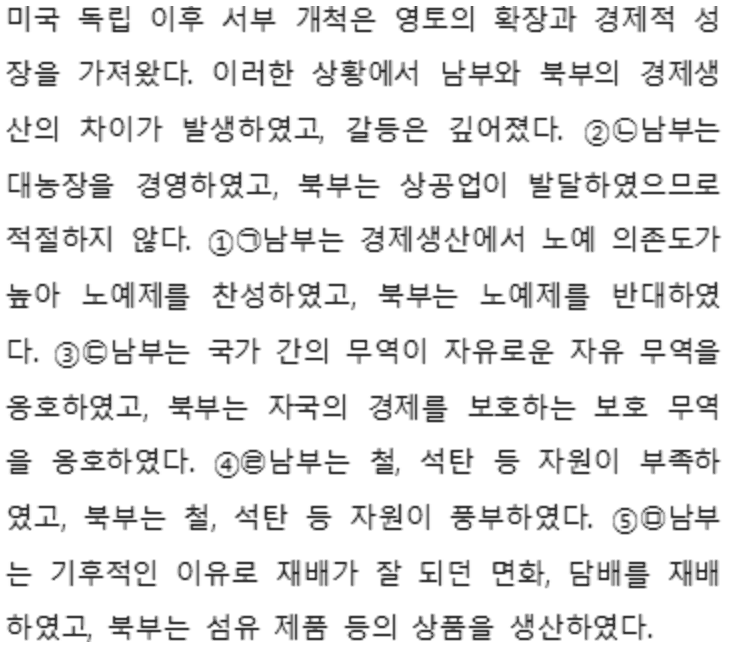 미국 독립 이후 서부 개척은 영토의 확장과 경제적 성
장을 가져왔다. 이러한 상황에서 남부와 북부의 경제생
산의 차이가 발생하였고, 갈등은 깊어졌다. ②㉡남부는
대농장을 경영하였고, 북부는 상공업이 발달하였으므로
적절하지 않다. ①㉠남부는 경제생산에서 노예 의존도가
높아 노예제를 찬성하였고, 북부는 노예제를 반대하였
다. ③㉢남부는 국가 간의 무역이 자유로운 자유 무역을
옹호하였고, 북부는 자국의 경제를 보호하는 보호 무역
을 옹호하였다. ④㉣남부는 철, 석탄 등 자원이 부족하
였고, 북부는 철, 석탄 등 자원이 풍부하였다. ⑤㉤남부
는 기후적인 이유로 재배가 잘 되던 면화, 담배를 재배
하였고, 북부는 섬유 제품 등의 상품을 생산하였다.